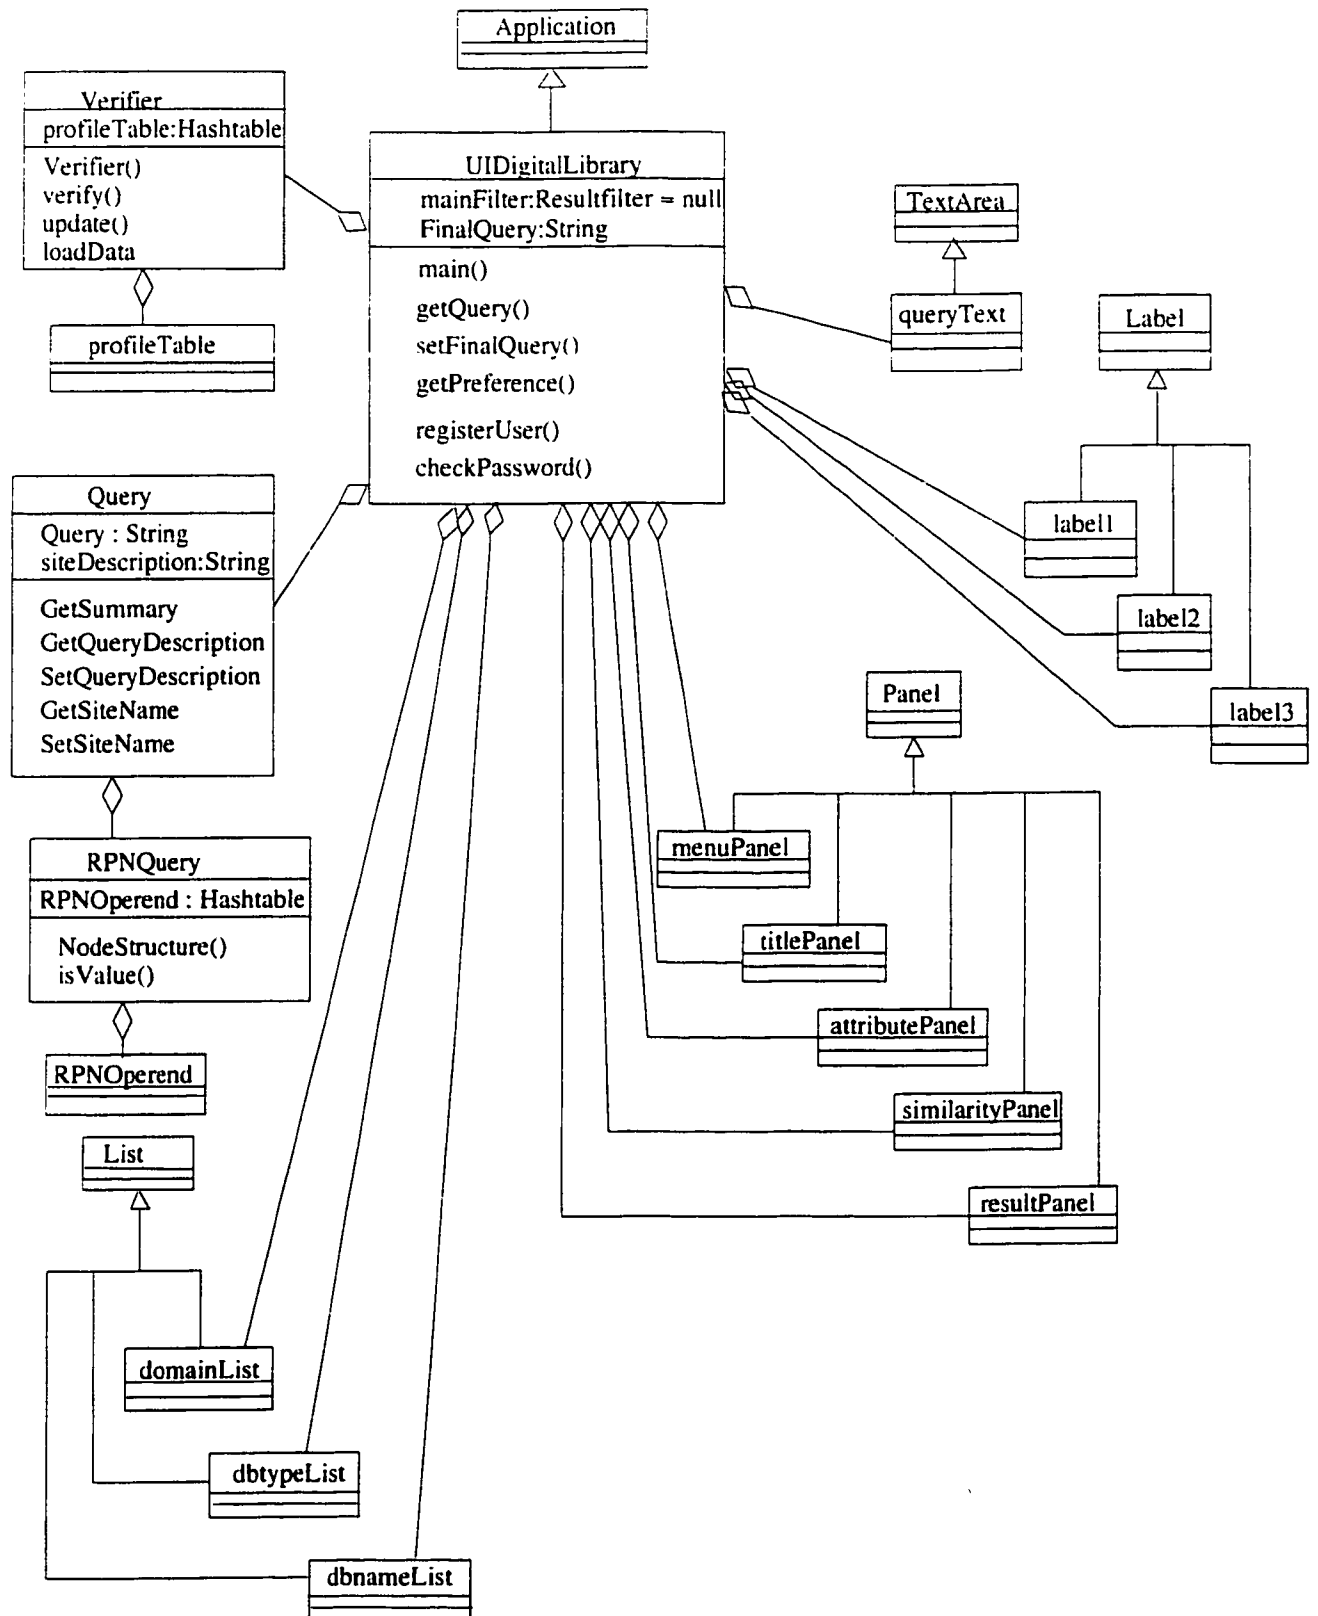 Application
Verifier
profileTable:Hashtable
Verifier()
verify()
update()
loadData
profileTable
UIDigitalLibrary
mainFilter:Resultfilter = null
FinalQuery:String
main()
getQuery()
setFinalQuery()
getPreference()
registerUser()
checkPassword()
TextArea
queryText
Label
label1
label2
label3
Query
Query : String
siteDescription:String
GetSummary
GetQueryDescription
SetQueryDescription
GetSiteName
SetSiteName
RPNQuery
RPNOperend : Hashtable
NodeStructure()
isValue()
RPNOperend
Panel
menuPanel
titlePanel
attributePanel
similarityPanel
resultPanel
List
domainList
dbtypeList
dbnameList